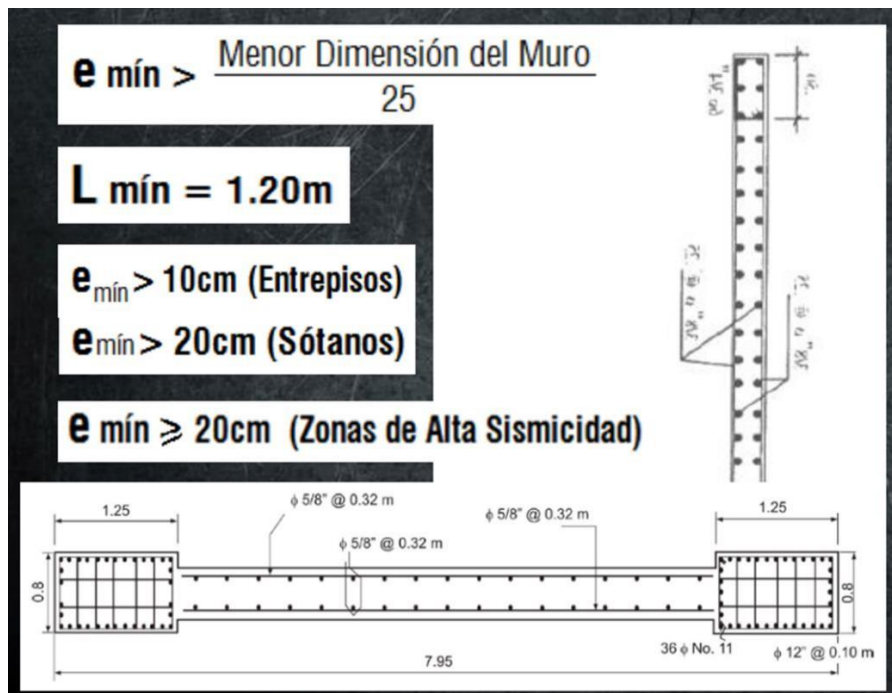 e mín > Menor Dimensión del Muro
25
L mín = 1.20m
e mín > 10cm (Entrepisos)
e mín > 20cm (Sótanos)
e mín ⩾ 20cm (Zonas de Alta Sismicidad)
ϕ 5/8" @ 0.32 m
1.25
ϕ 5/8" @ 0.32 m
1.25
ϕ 5/8" @ 0.32 m
0.8
0.8
36 ϕ No. 11
ϕ 12" @ 0.10 m
7.95